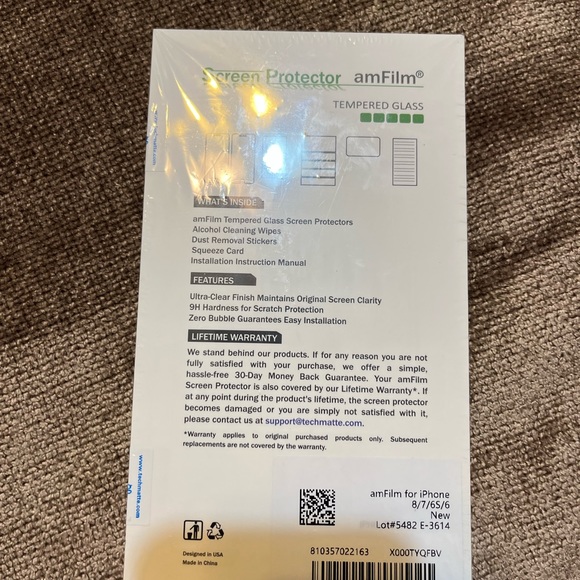 Screen Protector amFilm®
TEMPERED GLASS
WHAT'S INSIDE
amFilm Tempered Glass Screen Protectors
Alcohol Cleaning Wipes
Dust Removal Stickers
Squeeze Card
Installation Instruction Manual
FEATURES
Ultra-Clear Finish Maintains Original Screen Clarity
9H Hardness for Scratch Protection
Zero Bubble Guarantees Easy Installation
LIFETIME WARRANTY
We stand behind our products. If for any reason you are not
fully satisfied with your purchase, we offer a simple,
hassle-free 30-Day Money Back Guarantee. Your amFilm
Screen Protector is also covered by our Lifetime Warranty*. If
at any point during the product's lifetime, the screen protector
becomes damaged or you are simply not satisfied with it,
please contact us at support@techmatte.com.
*Warranty applies to original purchased products only. Subsequent
replacements are not covered by the warranty.
www.techmatte.com
amFilm for iPhone
8/7/6S/6
New
Lot#5482 E-3614
Designed in USA
Made in China
810357022163
X000TYQFBV